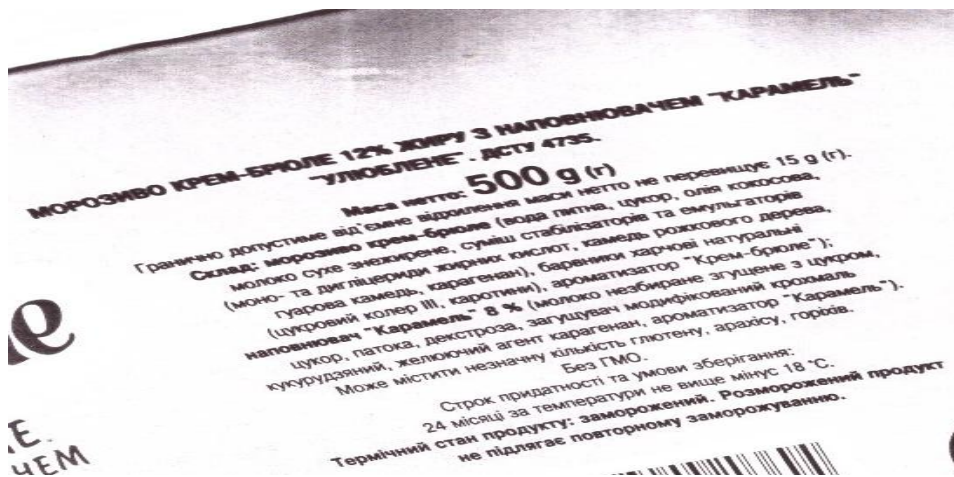 МОРОЗИВО КРЕМ-БРЮЛЕ 12% ЖИРУ З НАПОВНЮВАЧЕМ "КАРАМЕЛЬ"
"УЛЮБЛЕНЕ". ДСТУ 4735.
Маса нетто: 500 g (г)
Гранично допустиме від'ємне відхилення маси нетто не перевищує 15 g (г).
Склад: морозиво крем-брюле (вода питна, цукор, олія кокосова,
молоко сухе знежирене, суміш стабілізаторів та емульгаторів
(моно- та дигліцериди жирних кислот, камедь рожкового дерева,
гуарова камедь, карагенан), барвники харчові натуральні
(цукровий колер III, каротини), ароматизатор "Крем-брюле");
наповнювач "Карамель" 8 % (молоко незбиране згущене з цукром,
цукор, патока, декстроза, загущувач модифікований крохмаль
кукурудзяний, желюючий агент карагенан, ароматизатор "Карамель").
Може містити незначну кількість глютену, арахісу, горіхів.
Без ГМО.
Строк придатності та умови зберігання:
24 місяці за температури не вище мінус 18 °С.
Термічний стан продукту: заморожений. Розморожений продукт
не підлягає повторному заморожуванню.
не
Е.
ЧЕМ